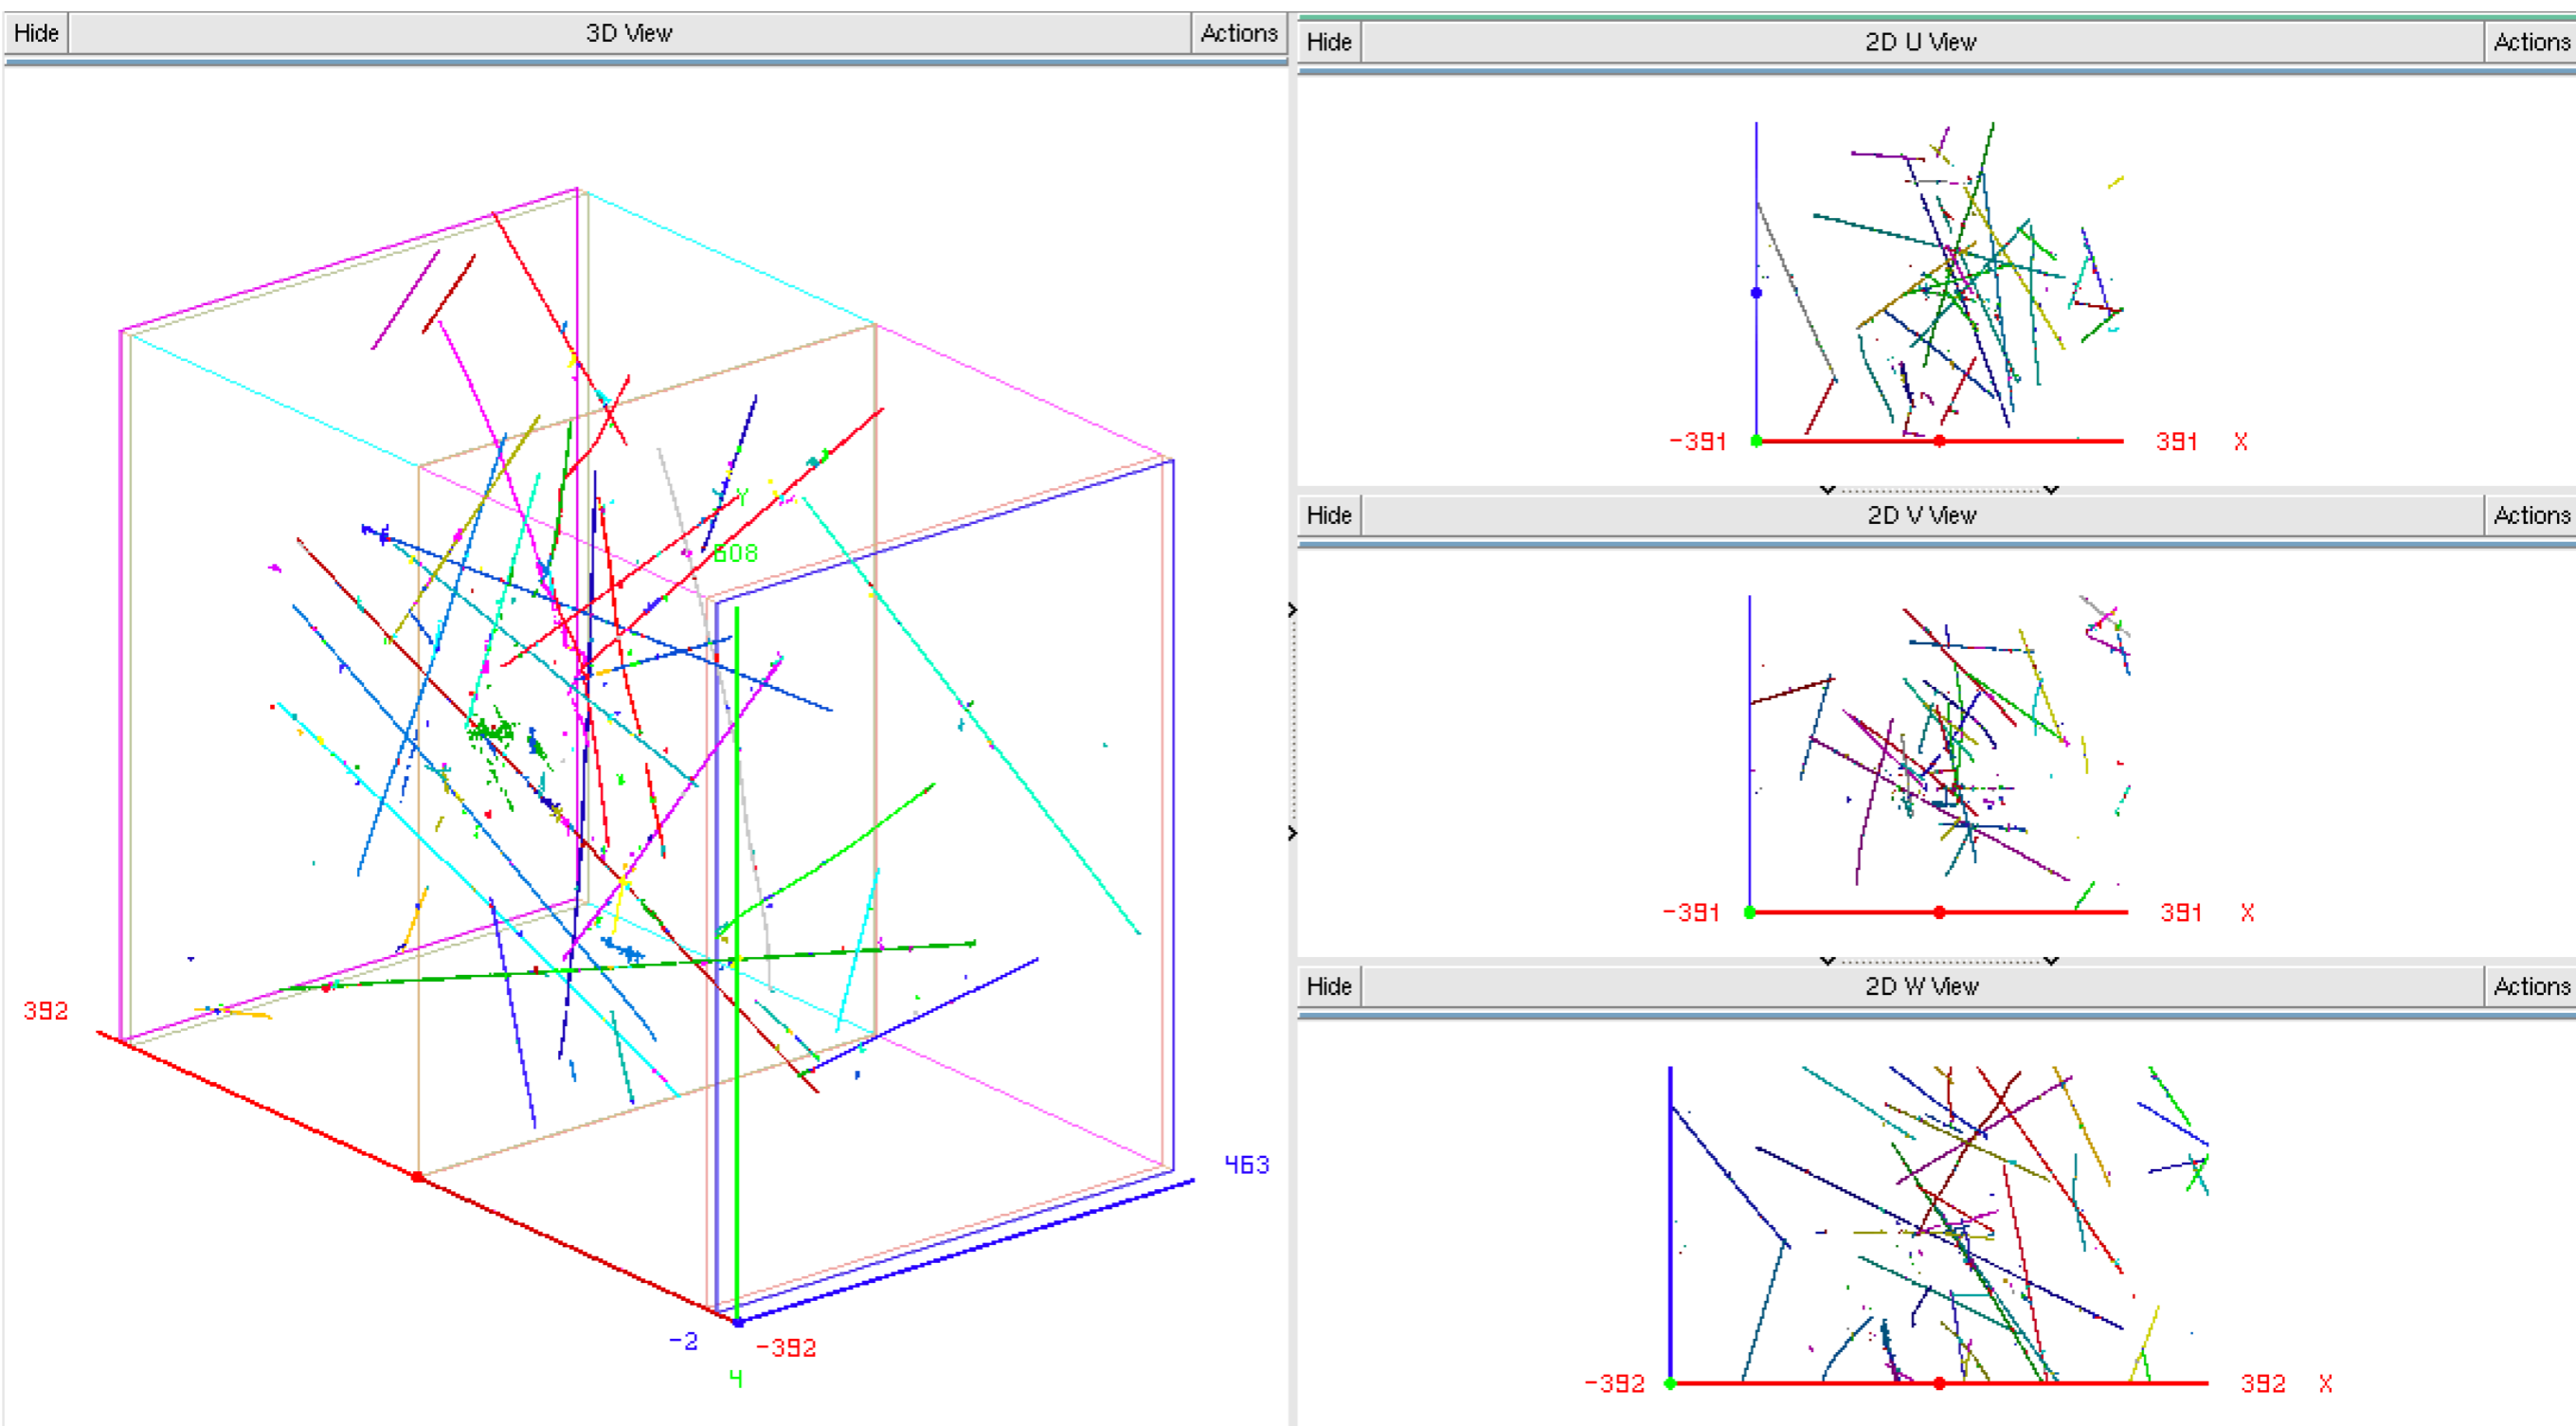 Hide 3D View Actions
Y
608
392
463
-2 -392
4
Hide 2D U View Actions
-391 391 X
Hide 2D V View Actions
-391 391 X
Hide 2D W View Actions
-392 392 X